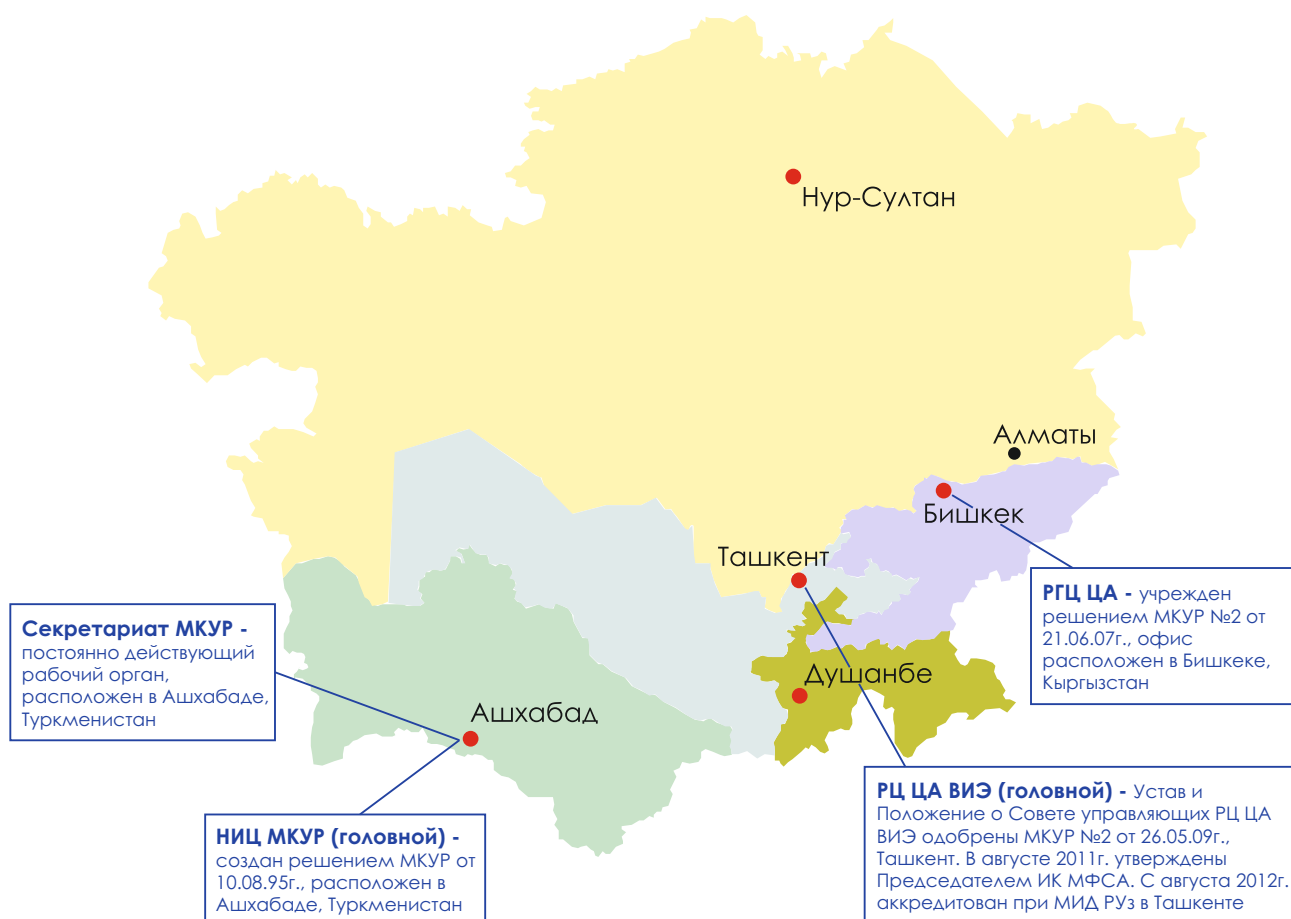 Нур-Султан
Алматы
Бишкек
Ташкент
Душанбе
Ашхабад
РГЦ ЦА - учрежден
решением МКУР №2 от
21.06.07г., офис
расположен в Бишкеке,
Кыргызстан
Секретариат МКУР -
постоянно действующий
рабочий орган,
расположен в Ашхабаде,
Туркменистан
РЦ ЦА ВИЭ (головной) - Устав и
Положение о Совете управляющих РЦ ЦА
ВИЭ одобрены МКУР №2 от 26.05.09г.,
Ташкент. В августе 2011г. утверждены
Председателем ИК МФСА. С августа 2012г.
аккредитован при МИД РУз в Ташкенте
НИЦ МКУР (головной) -
создан решением МКУР от
10.08.95г., расположен в
Ашхабаде, Туркменистан